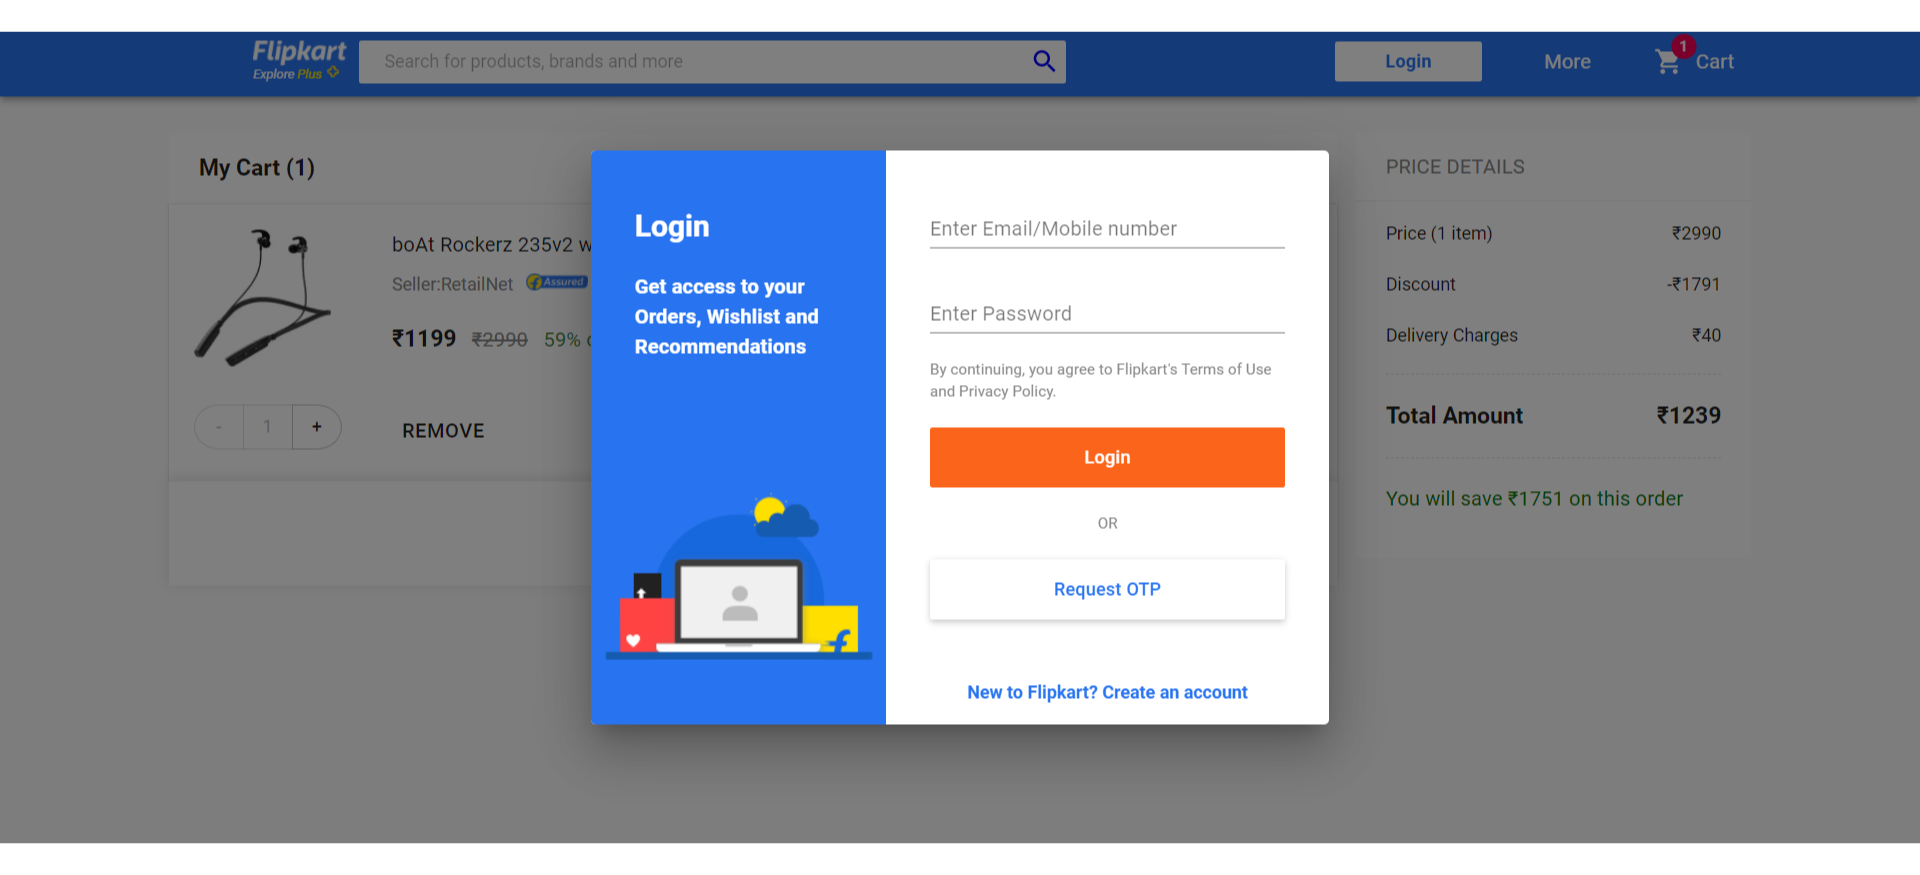 Flipkart
Explore Plus
Search for products, brands and more
Login
More
1
Cart
My Cart (1)
boAt Rockerz 235v2 w
Seller:RetailNet
Assured
₹1199 ₹2990 59%
- 1 +
REMOVE
Login
Get access to your
Orders, Wishlist and
Recommendations
Enter Email/Mobile number
Enter Password
By continuing, you agree to Flipkart's Terms of Use
and Privacy Policy.
Login
OR
Request OTP
New to Flipkart? Create an account
PRICE DETAILS
Price (1 item) ₹2990
Discount -₹1791
Delivery Charges ₹40
Total Amount ₹1239
You will save ₹1751 on this order